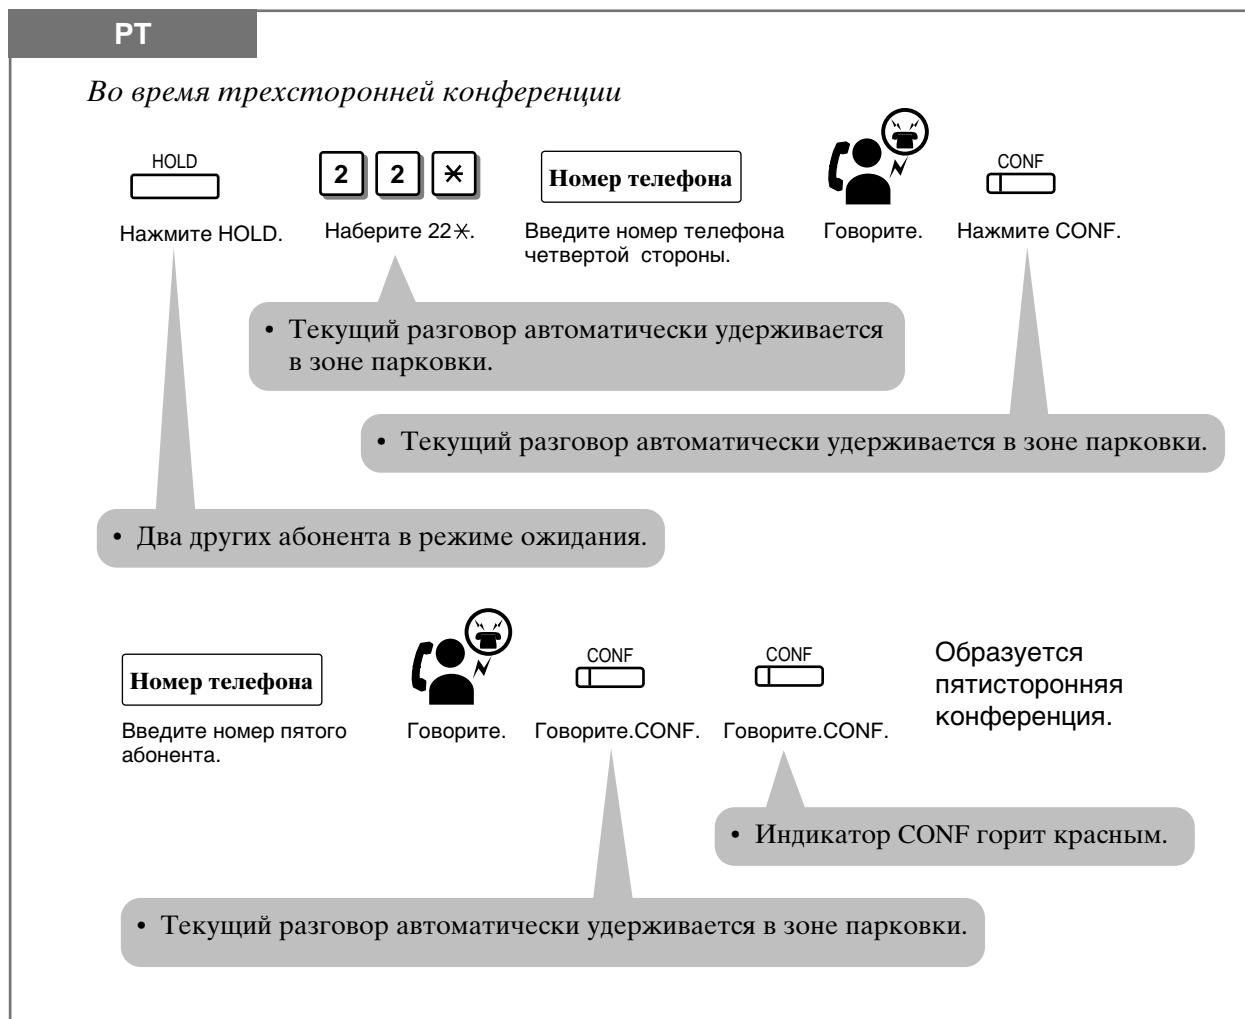 PT
Во время трехсторонней конференции
HOLD
2 2 ✳
Номер телефона
CONF
Нажмите HOLD.
Наберите 22✳.
Введите номер телефона
четвертой стороны.
Говорите.
Нажмите CONF.
• Текущий разговор автоматически удерживается
в зоне парковки.
• Текущий разговор автоматически удерживается в зоне парковки.
• Два других абонента в режиме ожидания.
Номер телефона
CONF
CONF
Образуется
пятисторонняя
конференция.
Введите номер пятого
абонента.
Говорите.
Говорите.CONF.
Говорите.CONF.
• Индикатор CONF горит красным.
• Текущий разговор автоматически удерживается в зоне парковки.